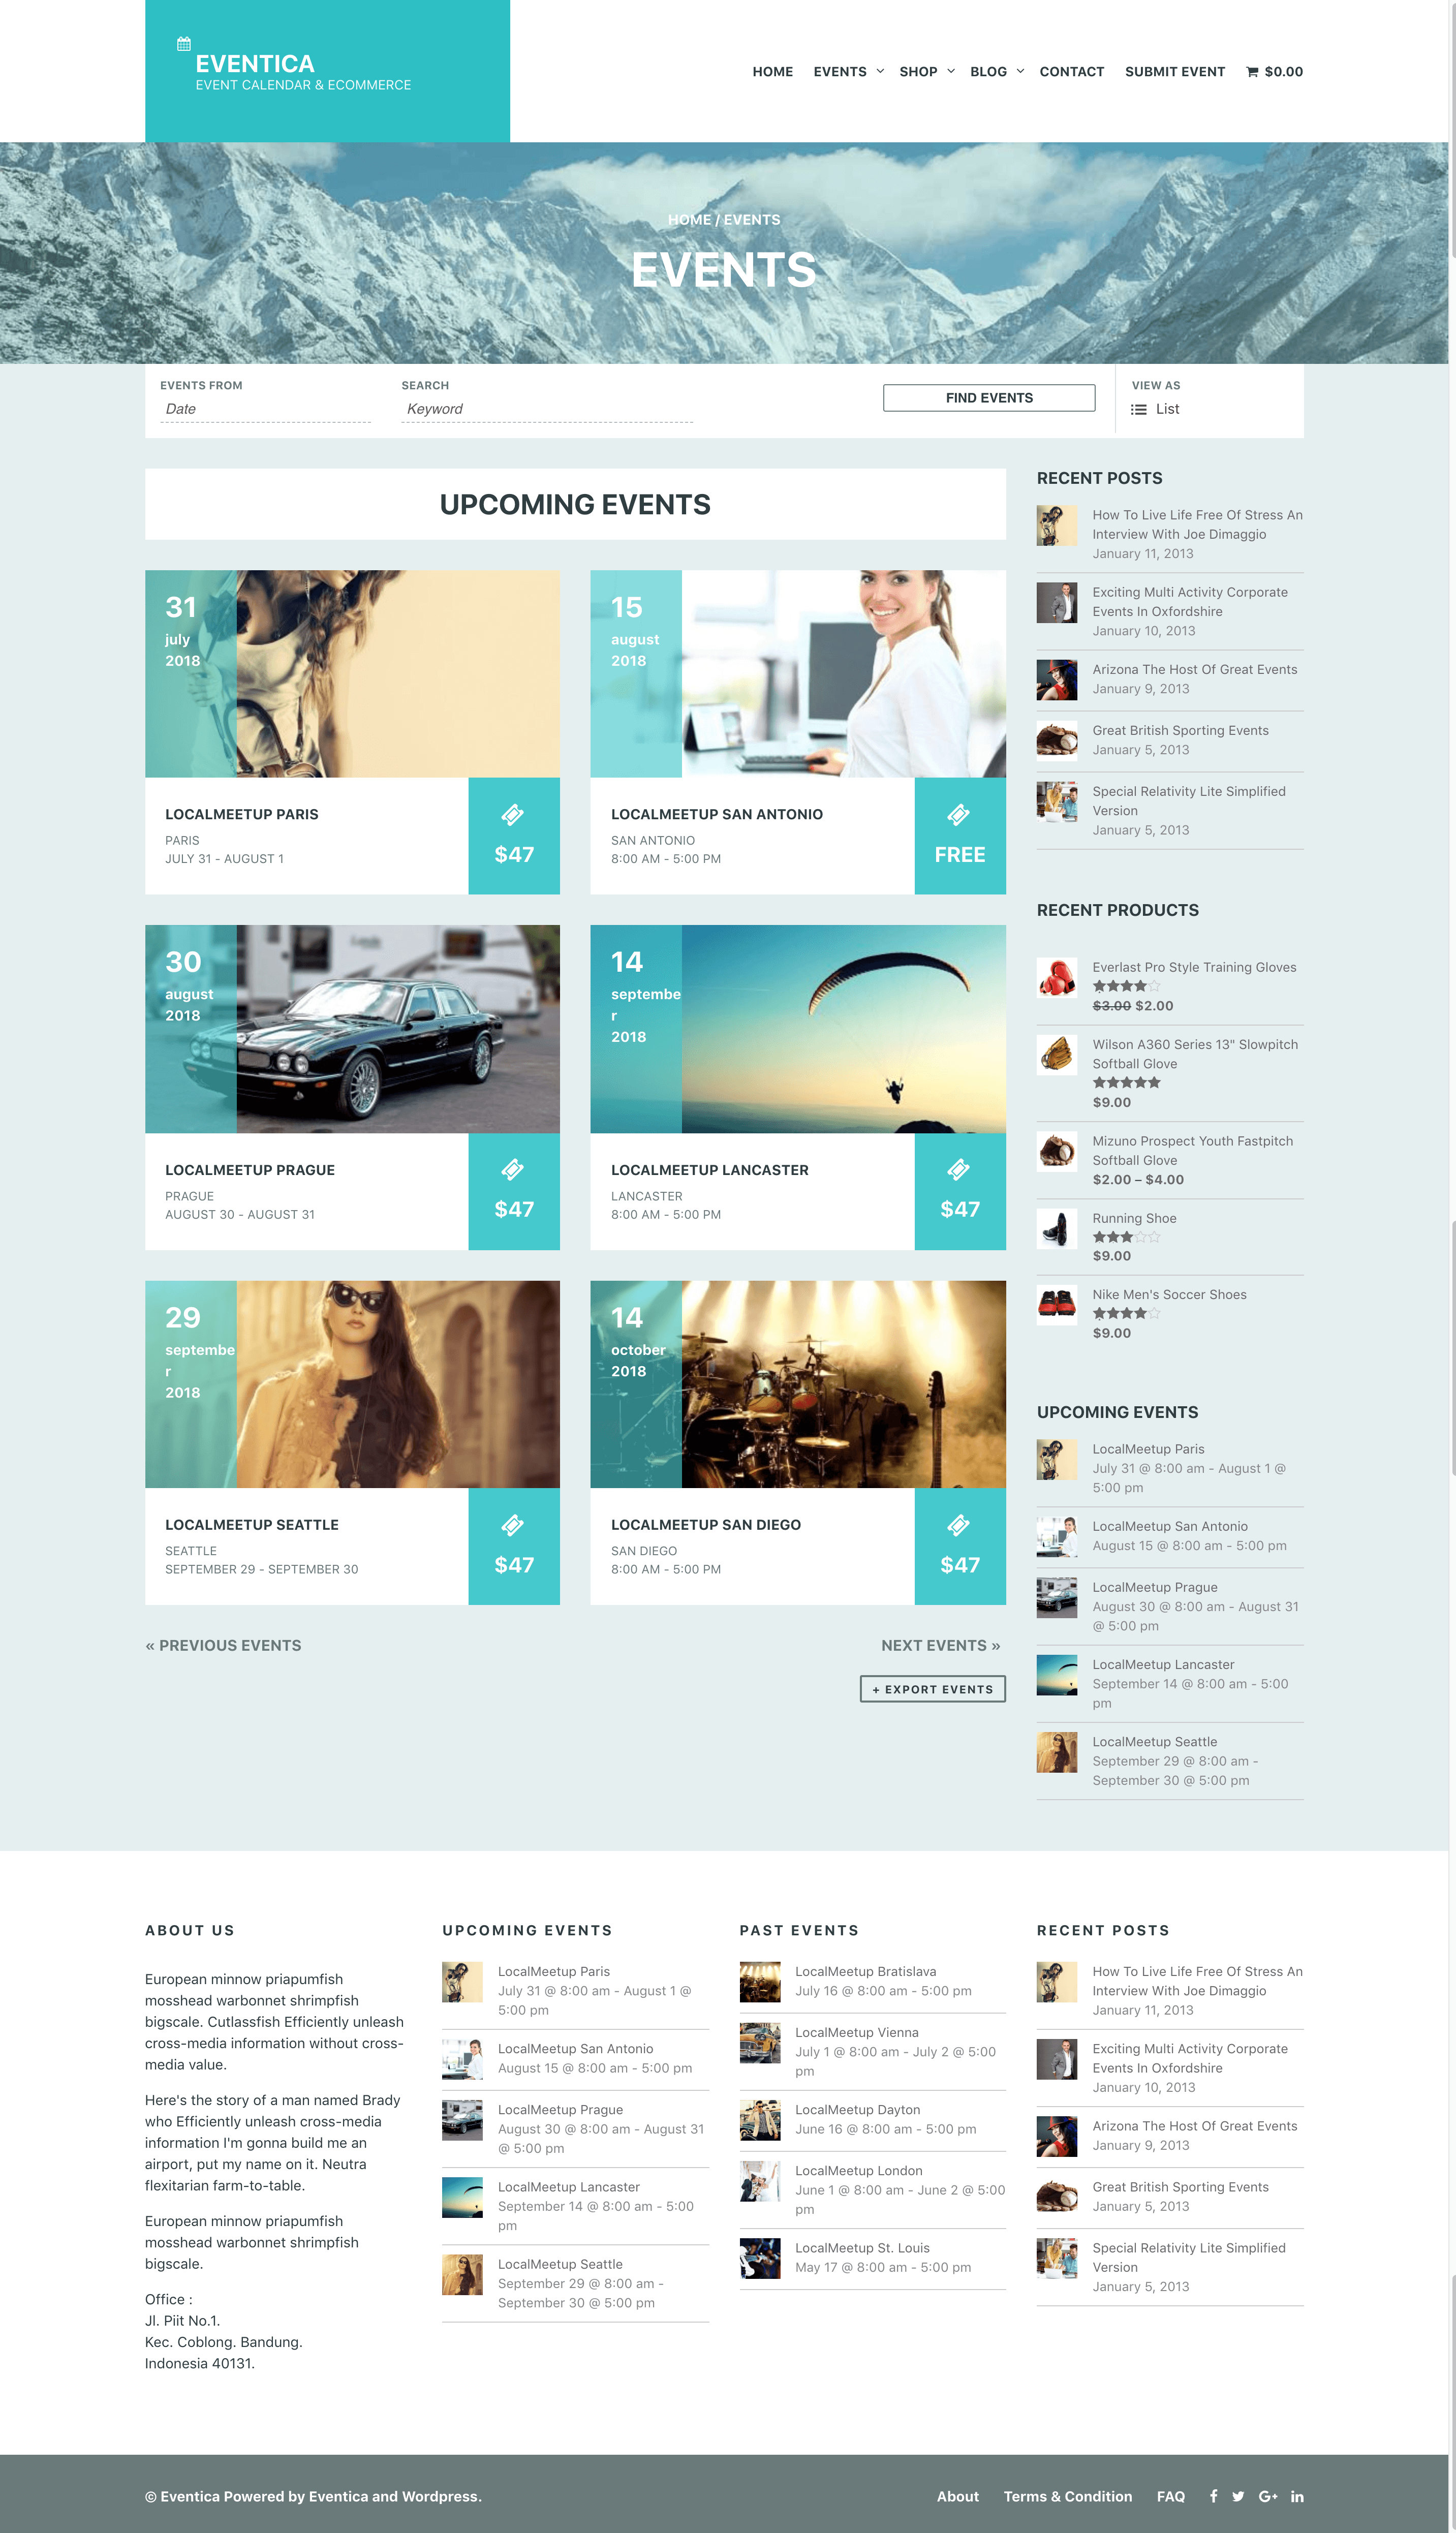 EVENTICA
EVENT CALENDAR & ECOMMERCE
HOME EVENTS SHOP BLOG CONTACT SUBMIT EVENT $0.00
HOME / EVENTS
EVENTS
EVENTS FROM
Date
SEARCH
Keyword
FIND EVENTS
VIEW AS
List
UPCOMING EVENTS
31
july
2018
LOCALMEETUP PARIS
PARIS
JULY 31 - AUGUST 1
$47
15
august
2018
LOCALMEETUP SAN ANTONIO
SAN ANTONIO
8:00 AM - 5:00 PM
FREE
30
august
2018
LOCALMEETUP PRAGUE
PRAGUE
AUGUST 30 - AUGUST 31
$47
14
septembe
r
2018
LOCALMEETUP LANCASTER
LANCASTER
8:00 AM - 5:00 PM
$47
29
septembe
r
2018
LOCALMEETUP SEATTLE
SEATTLE
SEPTEMBER 29 - SEPTEMBER 30
$47
14
october
2018
LOCALMEETUP SAN DIEGO
SAN DIEGO
8:00 AM - 5:00 PM
$47
« PREVIOUS EVENTS
NEXT EVENTS »
+ EXPORT EVENTS
RECENT POSTS
How To Live Life Free Of Stress An
Interview With Joe Dimaggio
January 11, 2013
Exciting Multi Activity Corporate
Events In Oxfordshire
January 10, 2013
Arizona The Host Of Great Events
January 9, 2013
Great British Sporting Events
January 5, 2013
Special Relativity Lite Simplified
Version
January 5, 2013
RECENT PRODUCTS
Everlast Pro Style Training Gloves
$3.00 $2.00
Wilson A360 Series 13" Slowpitch
Softball Glove
$9.00
Mizuno Prospect Youth Fastpitch
Softball Glove
$2.00 – $4.00
Running Shoe
$9.00
Nike Men's Soccer Shoes
$9.00
UPCOMING EVENTS
LocalMeetup Paris
July 31 @ 8:00 am - August 1 @
5:00 pm
LocalMeetup San Antonio
August 15 @ 8:00 am - 5:00 pm
LocalMeetup Prague
August 30 @ 8:00 am - August 31
@ 5:00 pm
LocalMeetup Lancaster
September 14 @ 8:00 am - 5:00
pm
LocalMeetup Seattle
September 29 @ 8:00 am -
September 30 @ 5:00 pm
ABOUT US
European minnow priapumfish
mosshead warbonnet shrimpfish
bigscale. Cutlassfish Efficiently unleash
cross-media information without cross-
media value.
Here's the story of a man named Brady
who Efficiently unleash cross-media
information I'm gonna build me an
airport, put my name on it. Neutra
flexitarian farm-to-table.
European minnow priapumfish
mosshead warbonnet shrimpfish
bigscale.
Office :
Jl. Piit No.1.
Kec. Coblong. Bandung.
Indonesia 40131.
UPCOMING EVENTS
LocalMeetup Paris
July 31 @ 8:00 am - August 1 @
5:00 pm
LocalMeetup San Antonio
August 15 @ 8:00 am - 5:00 pm
LocalMeetup Prague
August 30 @ 8:00 am - August 31
@ 5:00 pm
LocalMeetup Lancaster
September 14 @ 8:00 am - 5:00
pm
LocalMeetup Seattle
September 29 @ 8:00 am -
September 30 @ 5:00 pm
PAST EVENTS
LocalMeetup Bratislava
July 16 @ 8:00 am - 5:00 pm
LocalMeetup Vienna
July 1 @ 8:00 am - July 2 @ 5:00
pm
LocalMeetup Dayton
June 16 @ 8:00 am - 5:00 pm
LocalMeetup London
June 1 @ 8:00 am - June 2 @ 5:00
pm
LocalMeetup St. Louis
May 17 @ 8:00 am - 5:00 pm
RECENT POSTS
How To Live Life Free Of Stress An
Interview With Joe Dimaggio
January 11, 2013
Exciting Multi Activity Corporate
Events In Oxfordshire
January 10, 2013
Arizona The Host Of Great Events
January 9, 2013
Great British Sporting Events
January 5, 2013
Special Relativity Lite Simplified
Version
January 5, 2013
© Eventica Powered by Eventica and Wordpress.
About Terms & Condition FAQ